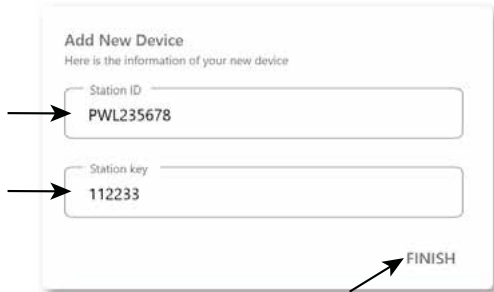 Add New Device
Here is the information of your new device
Station ID
PWL235678
Station key
112233
FINISH